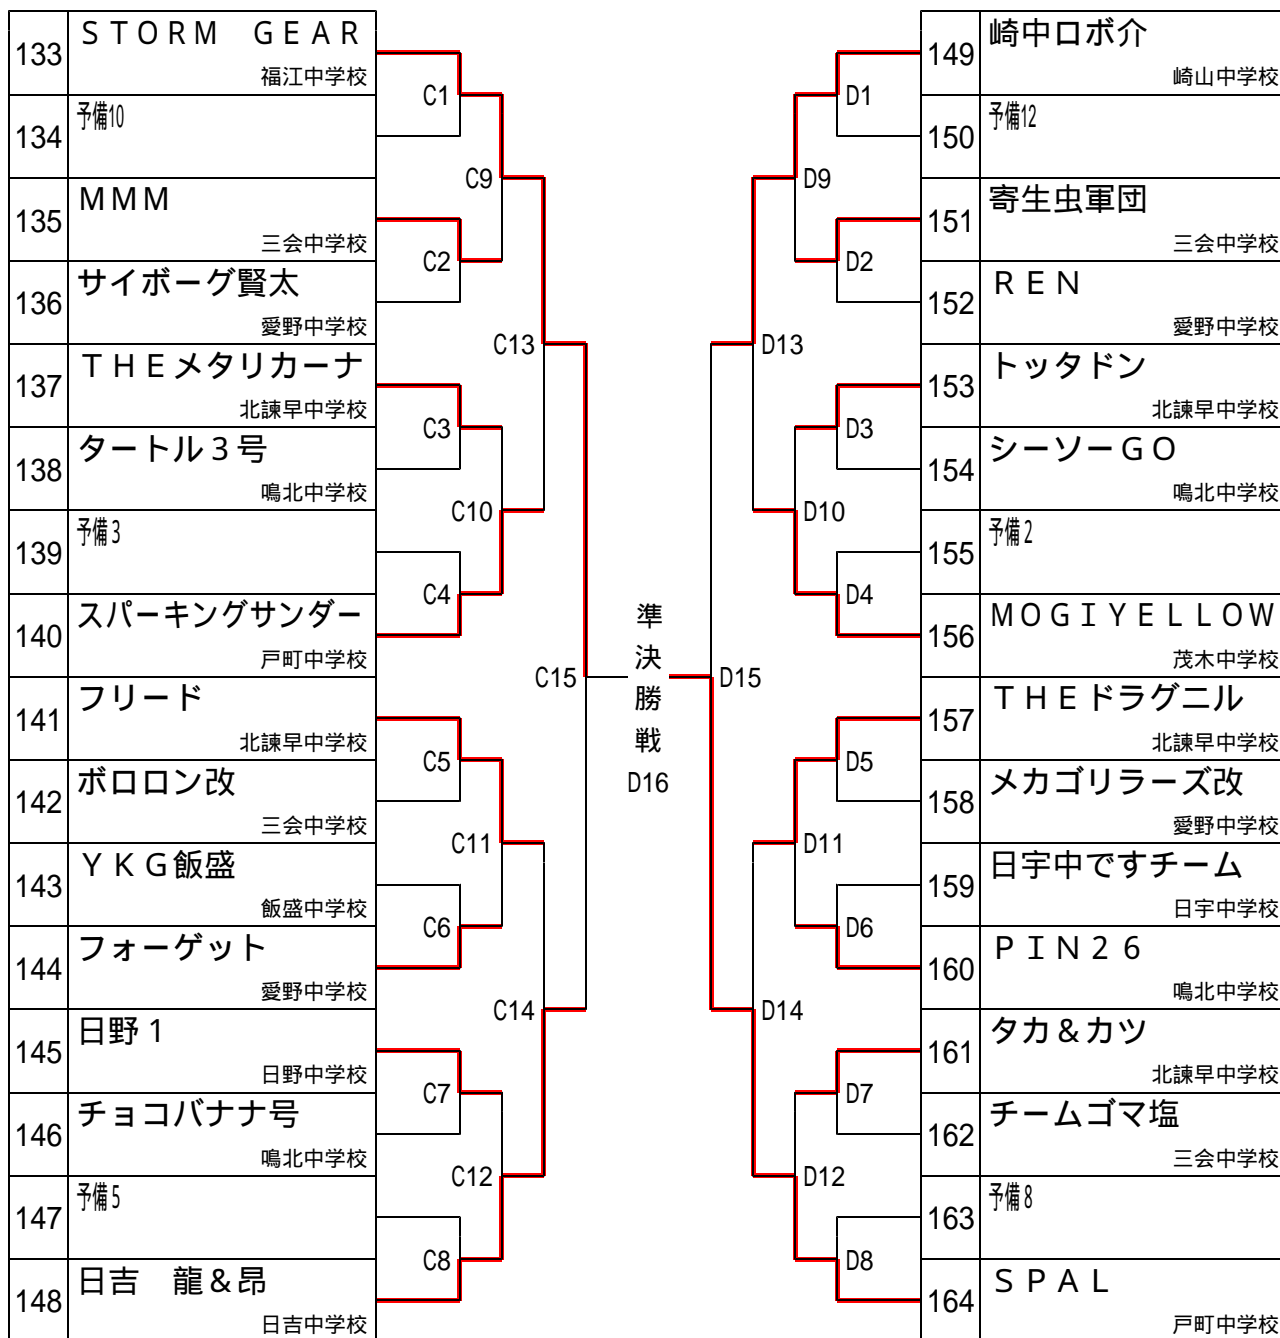 133
ＳＴＯＲＭ　ＧＥＡＲ
福江中学校
134
予備10
135
ＭＭＭ
三会中学校
136
サイボーグ賢太
愛野中学校
137
ＴＨＥメタリカーナ
北諫早中学校
138
タートル３号
鳴北中学校
139
予備３
140
スパーキングサンダー
戸町中学校
141
フリード
北諫早中学校
142
ボロロン改
三会中学校
143
ＹＫＧ飯盛
飯盛中学校
144
フォーゲット
愛野中学校
145
日野１
日野中学校
146
チョコバナナ号
鳴北中学校
147
予備５
148
日吉　龍＆昂
日吉中学校
C1
C2
C3
C4
C5
C6
C7
C8
C9
C10
C11
C12
C13
C14
C15
準
決
勝
戦
D16
D15
D13
D14
D9
D10
D11
D12
D1
D2
D3
D4
D5
D6
D7
D8
149
崎中ロボ介
崎山中学校
150
予備12
151
寄生虫軍団
三会中学校
152
ＲＥＮ
愛野中学校
153
トッタドン
北諫早中学校
154
シーソーＧＯ
鳴北中学校
155
予備２
156
ＭＯＧＩＹＥＬＬＯＷ
茂木中学校
157
ＴＨＥドラグニル
北諫早中学校
158
メカゴリラーズ改
愛野中学校
159
日宇中ですチーム
日宇中学校
160
ＰＩＮ２６
鳴北中学校
161
タカ＆カツ
北諫早中学校
162
チームゴマ塩
三会中学校
163
予備８
164
ＳＰＡＬ
戸町中学校